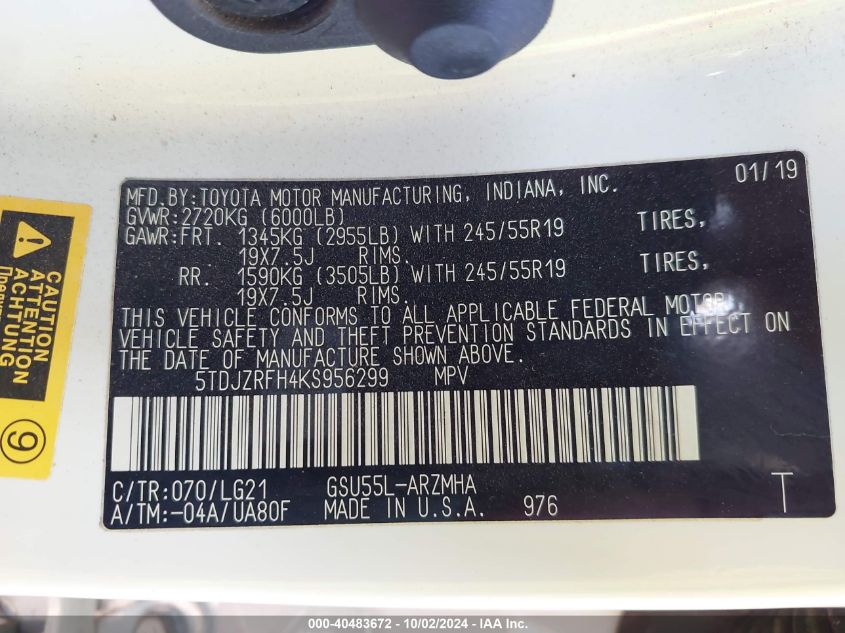 MFD.BY:TOYOTA MOTOR MANUFACTURING, INDIANA, INC. 01/19
GVWR:2720KG (6000LB)
GAWR:FRT. 1345KG (2955LB) WITH 245/55R19 TIRES,
19X7.5J RIMS.
RR. 1590KG (3505LB) WITH 245/55R19 TIRES,
19X7.5J RIMS.
THIS VEHICLE CONFORMS TO ALL APPLICABLE FEDERAL MOTOR
VEHICLE SAFETY AND THEFT PREVENTION STANDARDS IN EFFECT ON
THE DATE OF MANUFACTURE SHOWN ABOVE.
5TDJZRFH4KS956299 MPV
C/TR:070/LG21 GSU55L-ARZMHA
A/TM:-04A/UA80F MADE IN U.S.A. 976 T
CAUTION
ATTENTION
ACHTUNG
9
000-40483672 - 10/02/2024 - IAA Inc.